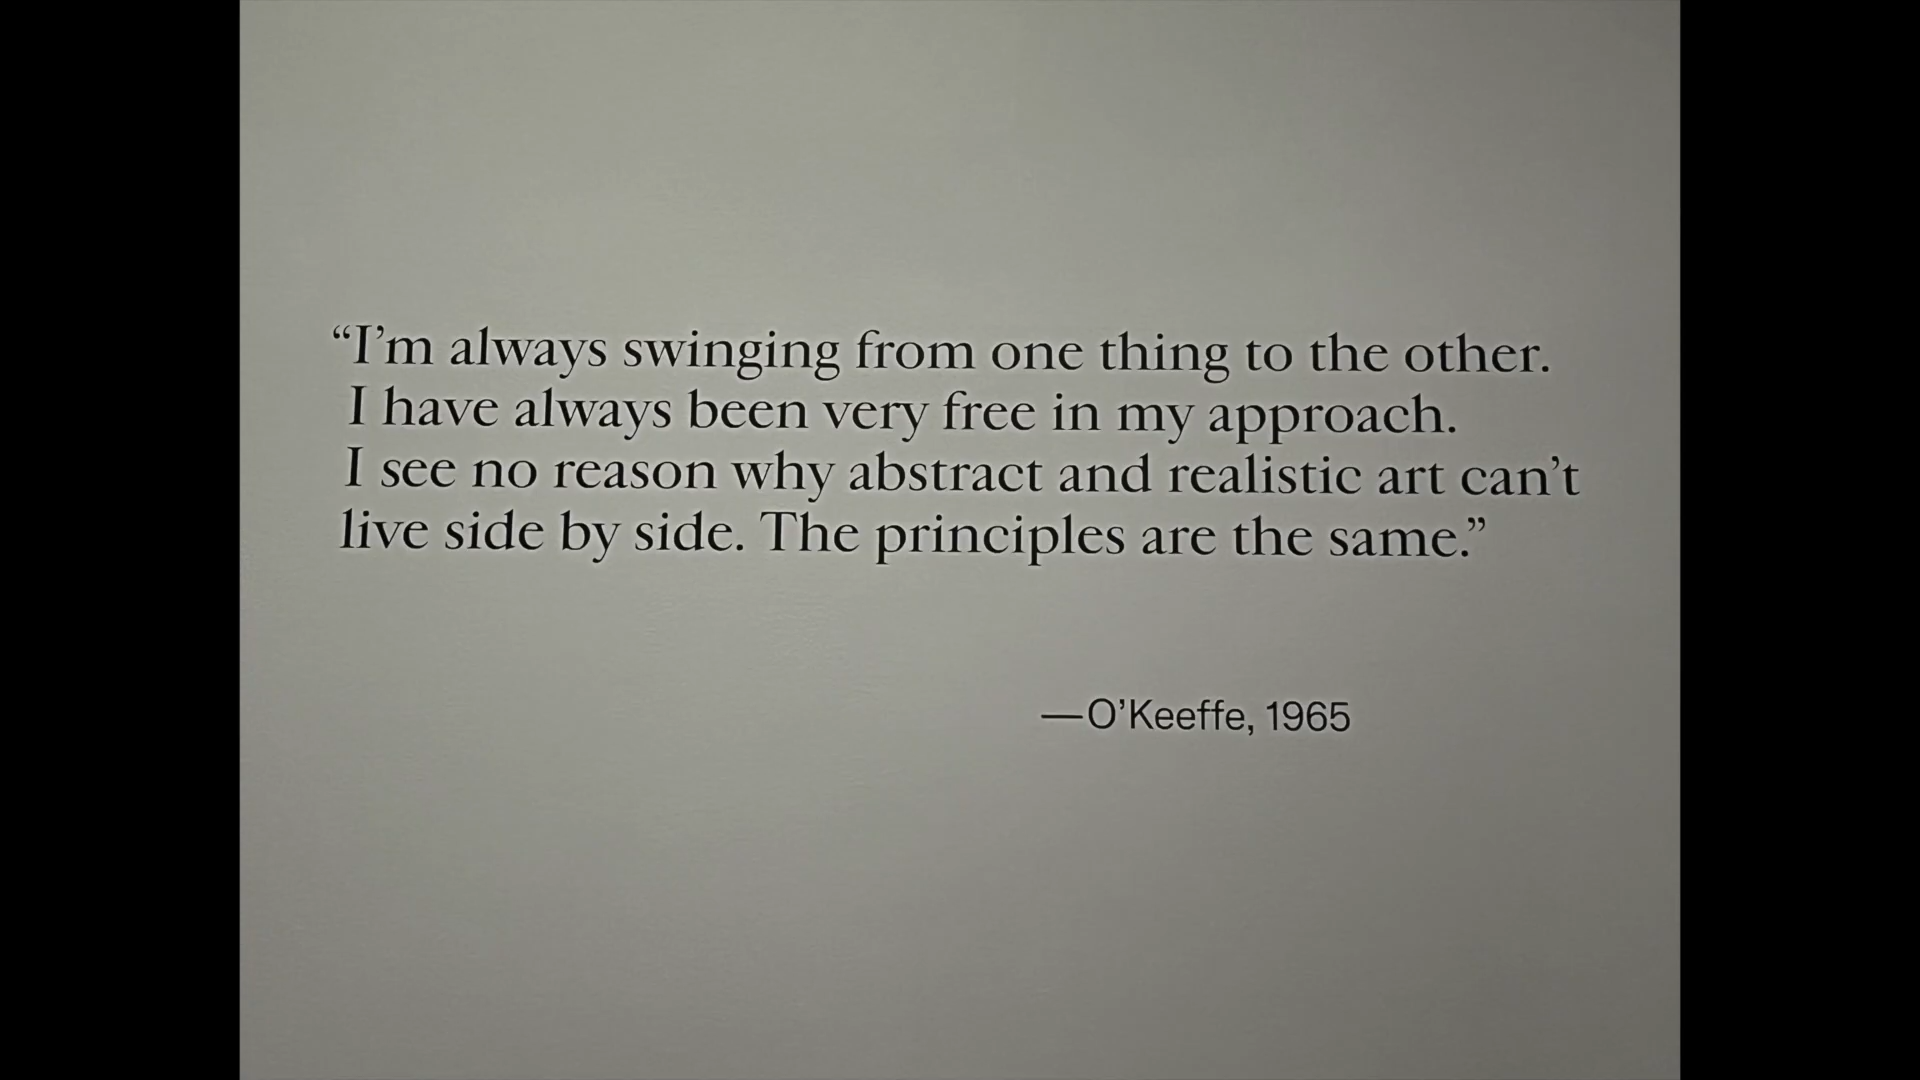 “I’m always swinging from one thing to the other.
I have always been very free in my approach.
I see no reason why abstract and realistic art can’t
live side by side. The principles are the same.”
—O’Keeffe, 1965